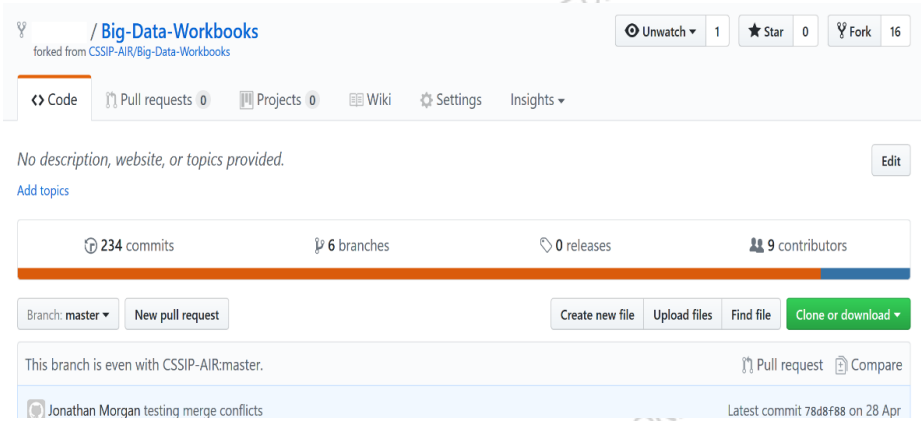 / Big-Data-Workbooks
Unwatch 1 Star 0 Fork 16
forked from CSSIP-AIR/Big-Data-Workbooks
Code Pull requests 0 Projects 0 Wiki Settings Insights
No description, website, or topics provided.
Edit
Add topics
234 commits 6 branches 0 releases 9 contributors
Branch: master New pull request Create new file Upload files Find file Clone or download
This branch is even with CSSIP-AIR:master. Pull request Compare
Jonathan Morgan testing merge conflicts Latest commit 78d8f88 on 28 Apr